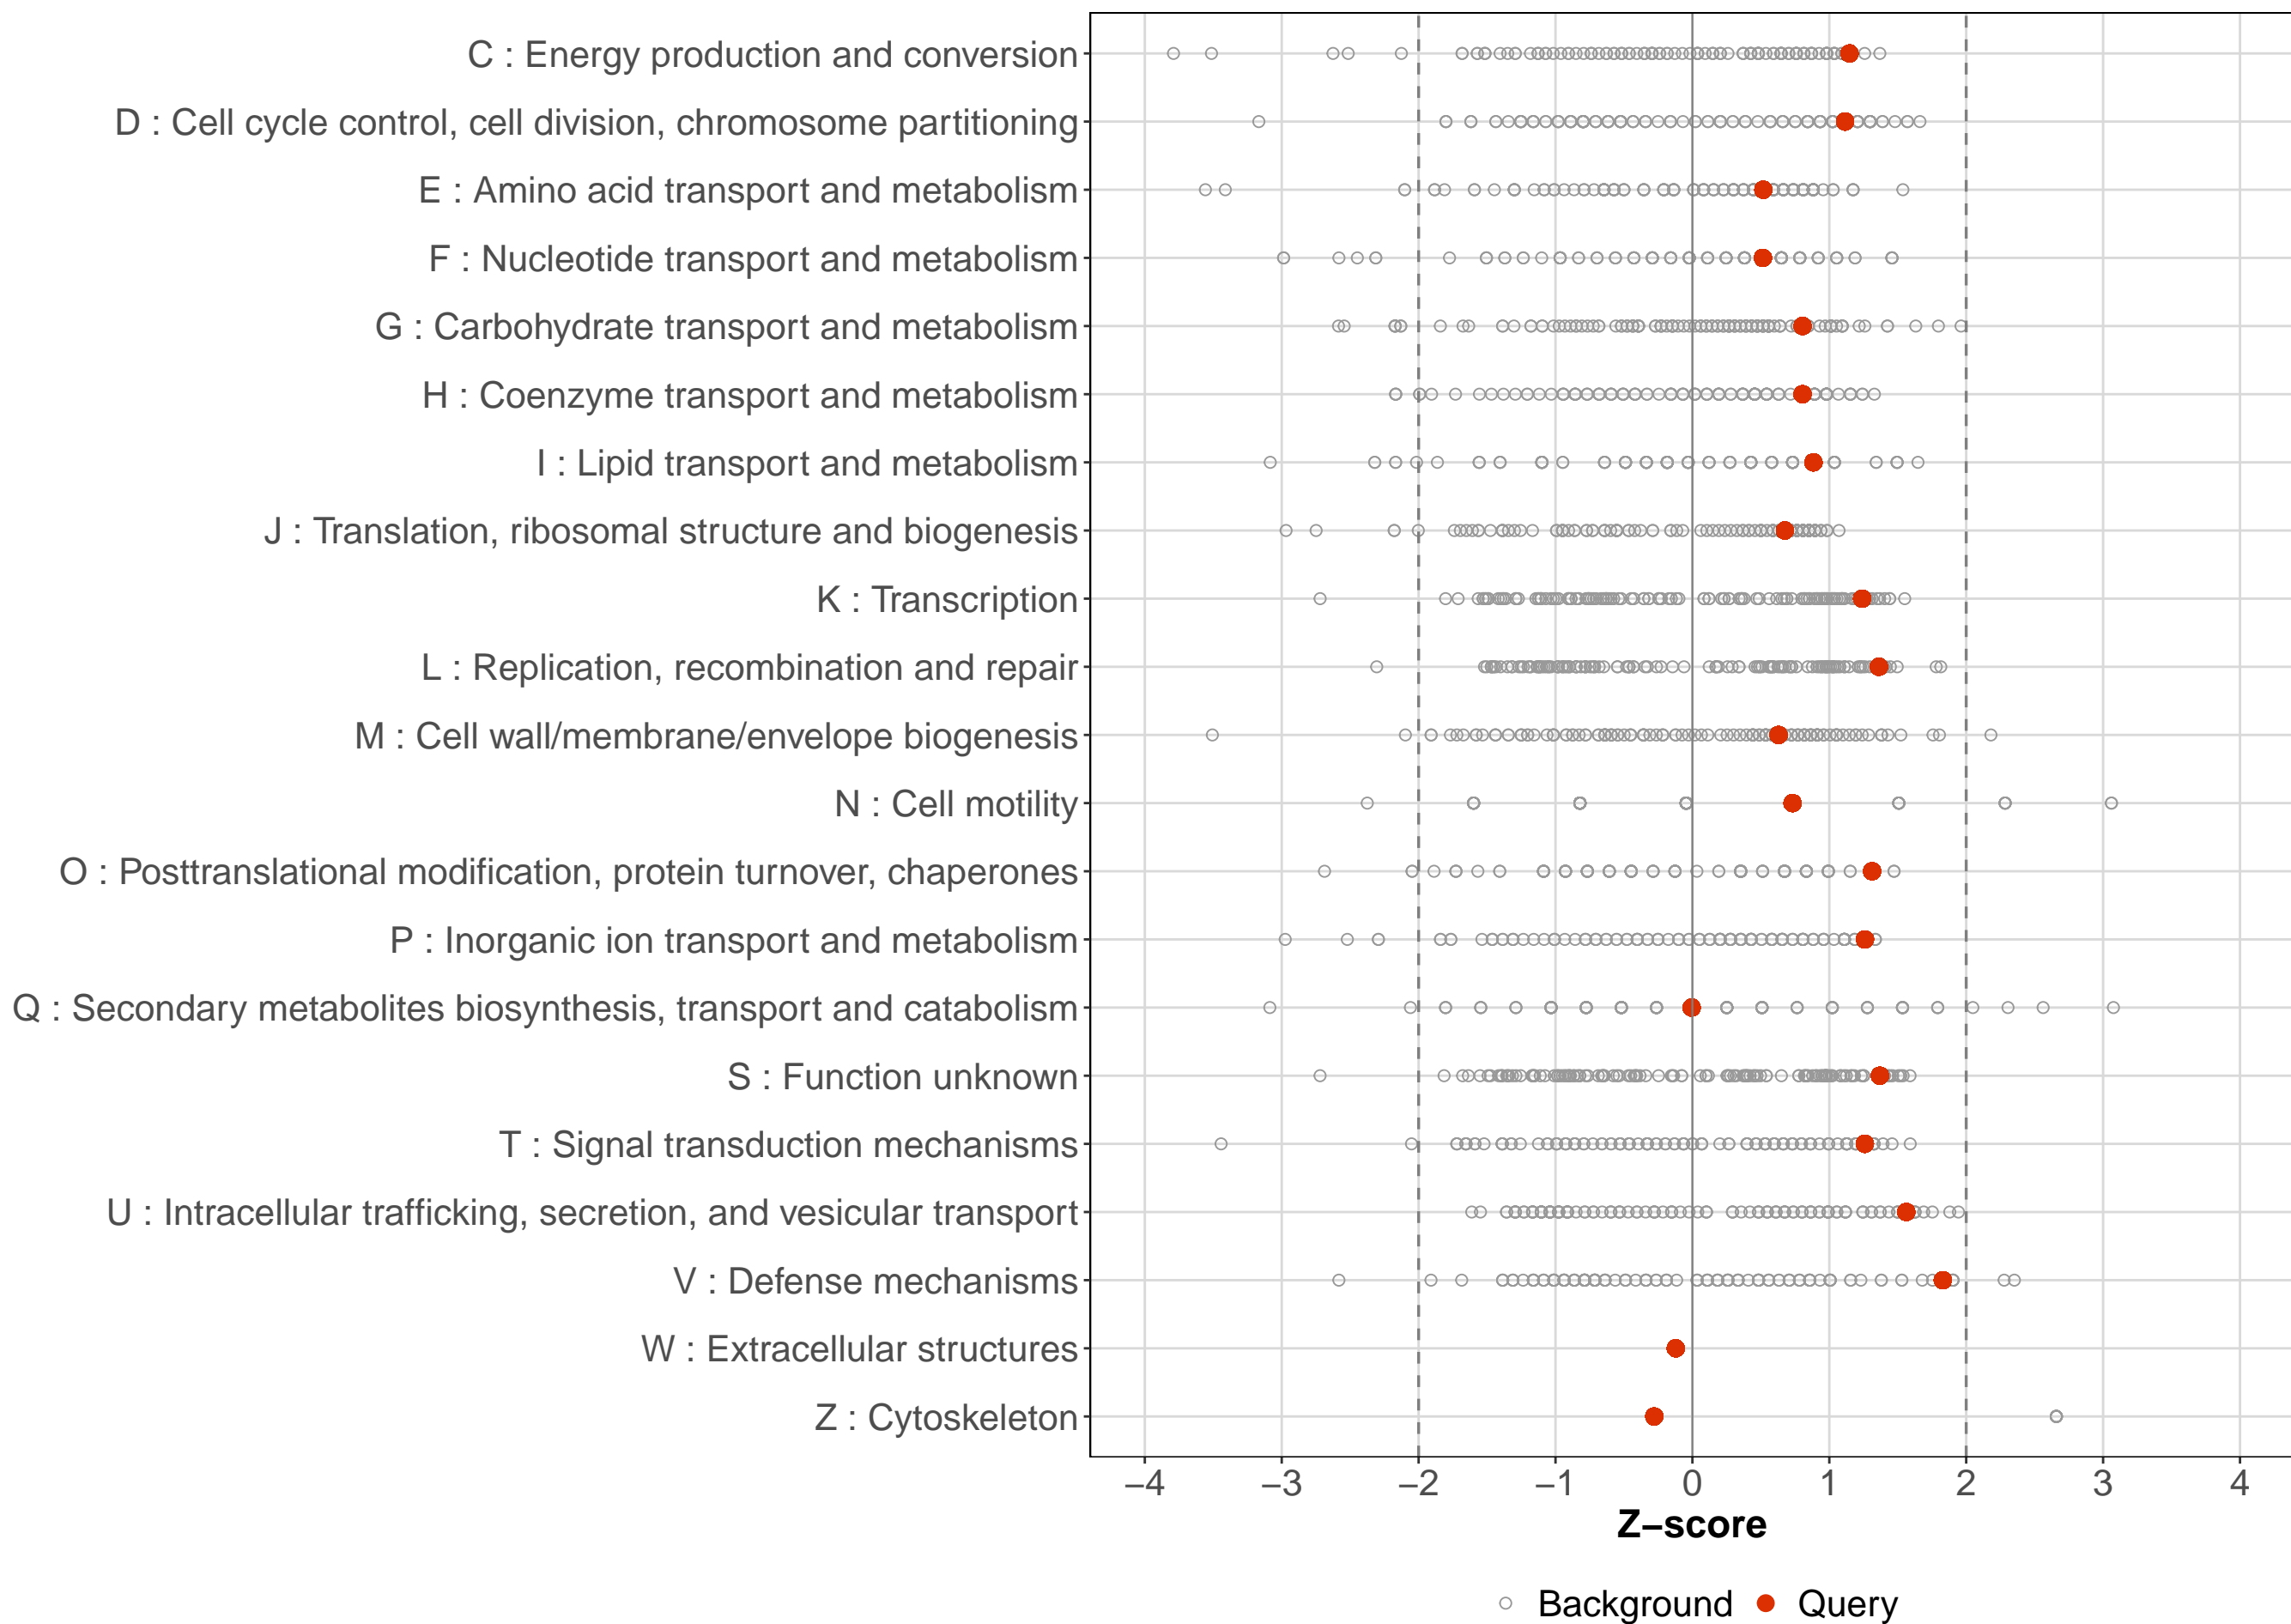 C : Energy production and conversion
D : Cell cycle control, cell division, chromosome partitioning
E : Amino acid transport and metabolism
F : Nucleotide transport and metabolism
G : Carbohydrate transport and metabolism
H : Coenzyme transport and metabolism
I : Lipid transport and metabolism
J : Translation, ribosomal structure and biogenesis
K : Transcription
L : Replication, recombination and repair
M : Cell wall/membrane/envelope biogenesis
N : Cell motility
O : Posttranslational modification, protein turnover, chaperones
P : Inorganic ion transport and metabolism
Q : Secondary metabolites biosynthesis, transport and catabolism
S : Function unknown
T : Signal transduction mechanisms
U : Intracellular trafficking, secretion, and vesicular transport
V : Defense mechanisms
W : Extracellular structures
Z : Cytoskeleton
−4 −3 −2 −1 0 1 2 3 4
Z−score
Background Query